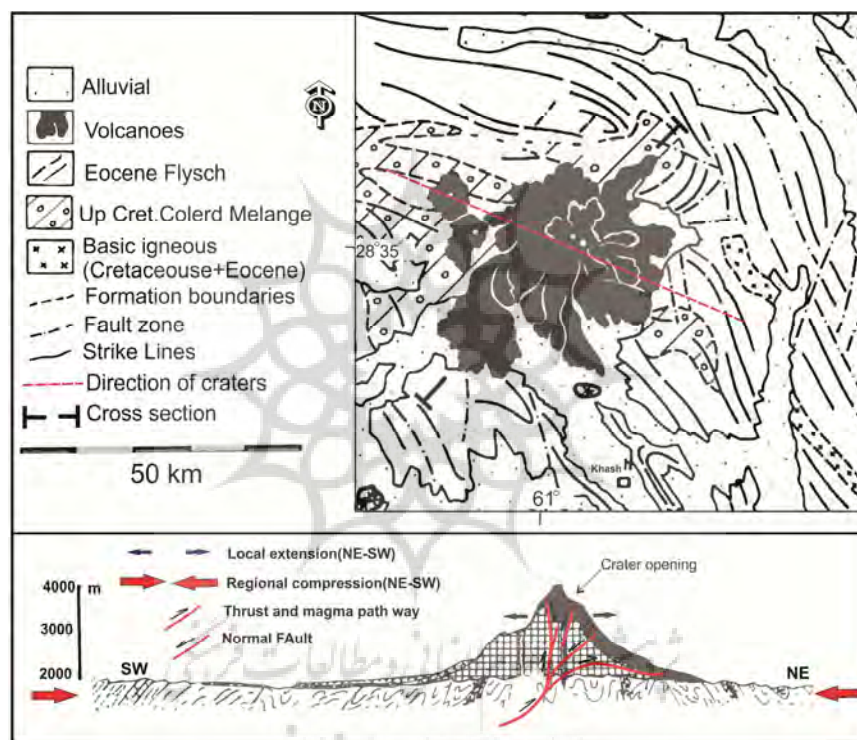 Alluvial
Volcanoes
Eocene Flysch
Up Cret.Colerd Melange
Basic igneous
(Cretaceouse+Eocene)
Formation boundaries
Fault zone
Strike Lines
Direction of craters
Cross section
50 km
N
28°35
Khash
61°
Local extension(NE-SW)
Regional compression(NE-SW)
Thrust and magma path way
Normal FAult
Crater opening
4000 m
3000
2000
SW
NE